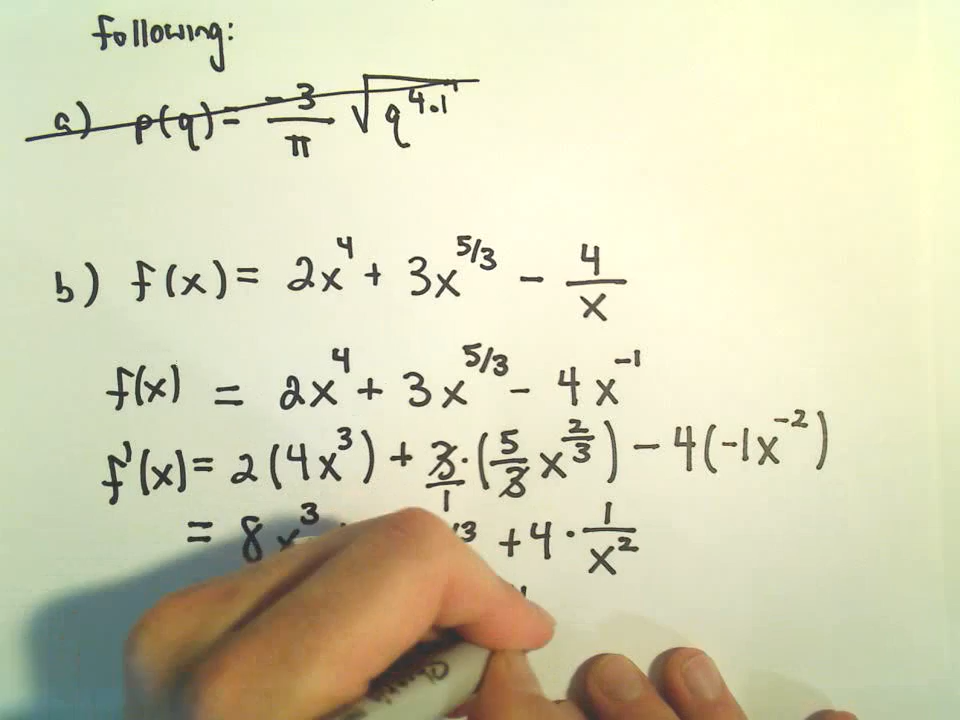 following:
a) p(q) = -3/π √q^4.1
b) f(x) = 2x^4 + 3x^5/3 - 4/x
f(x) = 2x^4 + 3x^5/3 - 4x^-1
f'(x) = 2(4x^3) + 3/1 · (5/3 x^2/3) - 4(-1x^-2)
= 8x^3 /3 + 4 · 1/x^2